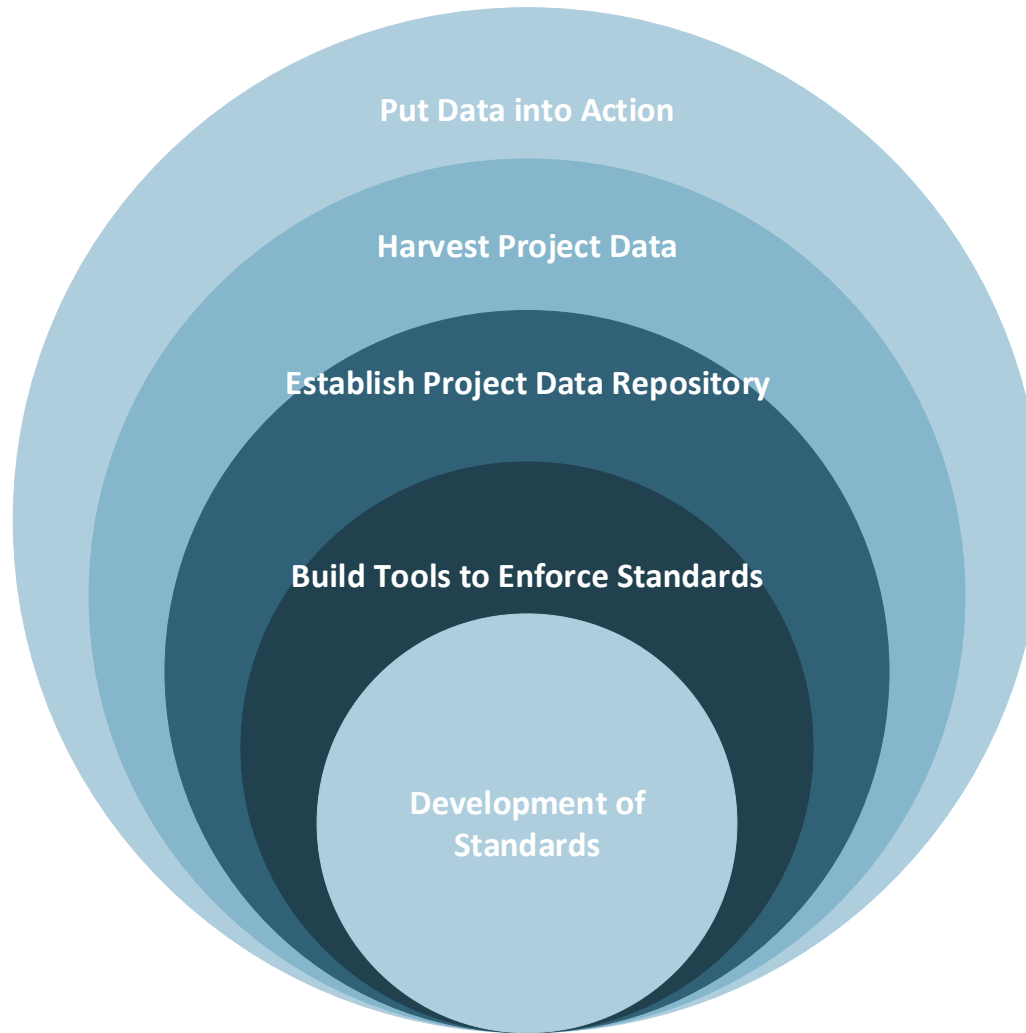 Put Data into Action
Harvest Project Data
Establish Project Data Repository
Build Tools to Enforce Standards
Development of
Standards